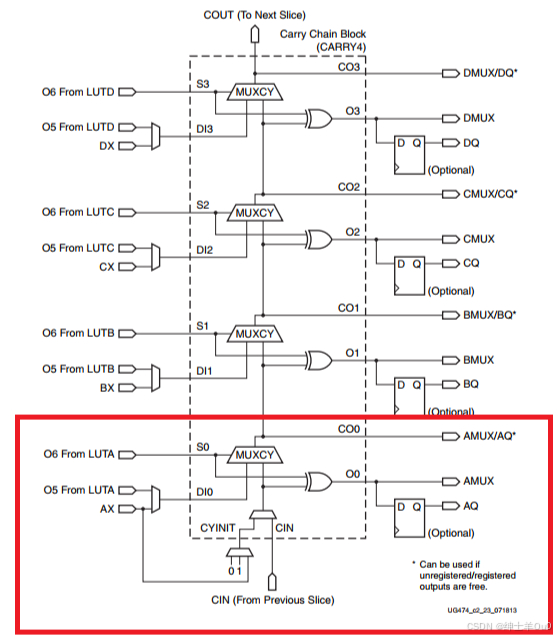 COUT (To Next Slice)
Carry Chain Block
(CARRY4)
CO3
DMUX/DQ*
O6 From LUTD
S3
MUXCY
O3
DMUX
O5 From LUTD
DI3
DX
D Q
DQ
(Optional)
CO2
CMUX/CQ*
O6 From LUTC
S2
MUXCY
O2
CMUX
O5 From LUTC
DI2
CX
D Q
CQ
(Optional)
CO1
BMUX/BQ*
O6 From LUTB
S1
MUXCY
O1
BMUX
O5 From LUTB
DI1
BX
D Q
BQ
(Optional)
CO0
AMUX/AQ*
O6 From LUTA
S0
MUXCY
O0
AMUX
O5 From LUTA
DI0
AX
D Q
AQ
CYINIT
CIN
(Optional)
0 1
* Can be used if
unregistered/registered
outputs are free.
CIN (From Previous Slice)
UG474_c2_23_071813